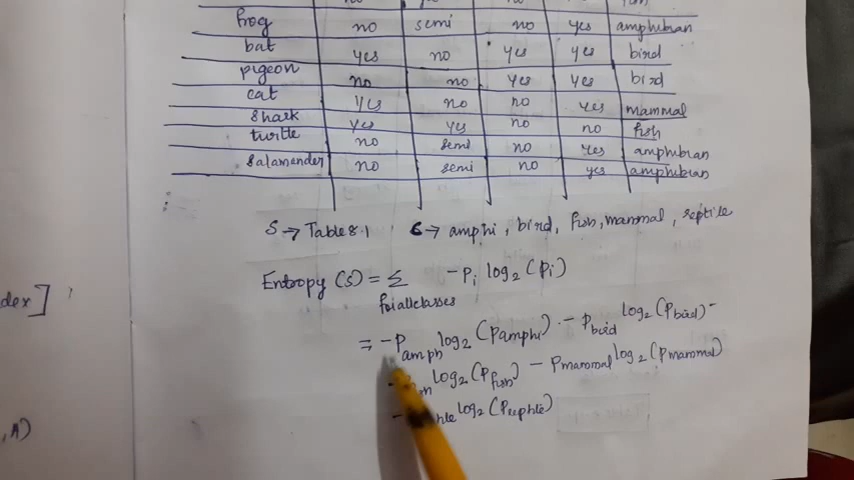 frog no semi no yes amphibian
bat yes no yes yes bird
pigeon no no yes yes bird
cat yes no no yes mammal
shark yes yes no no fish
turtle no semi no yes amphibian
salamender no semi no yes amphibian
S → Table 8.1 C → amphi, bird, fish, mammal, reptile
Entropy (S) = Σ -Pi log2 (Pi)
for all classes
= -Pamph log2 (Pamphi) - Pbird log2 (Pbird) -
log2 (Pfish) - Pmammal log2 (Pmammal)
log2 (Preptile)
dex]
, A)